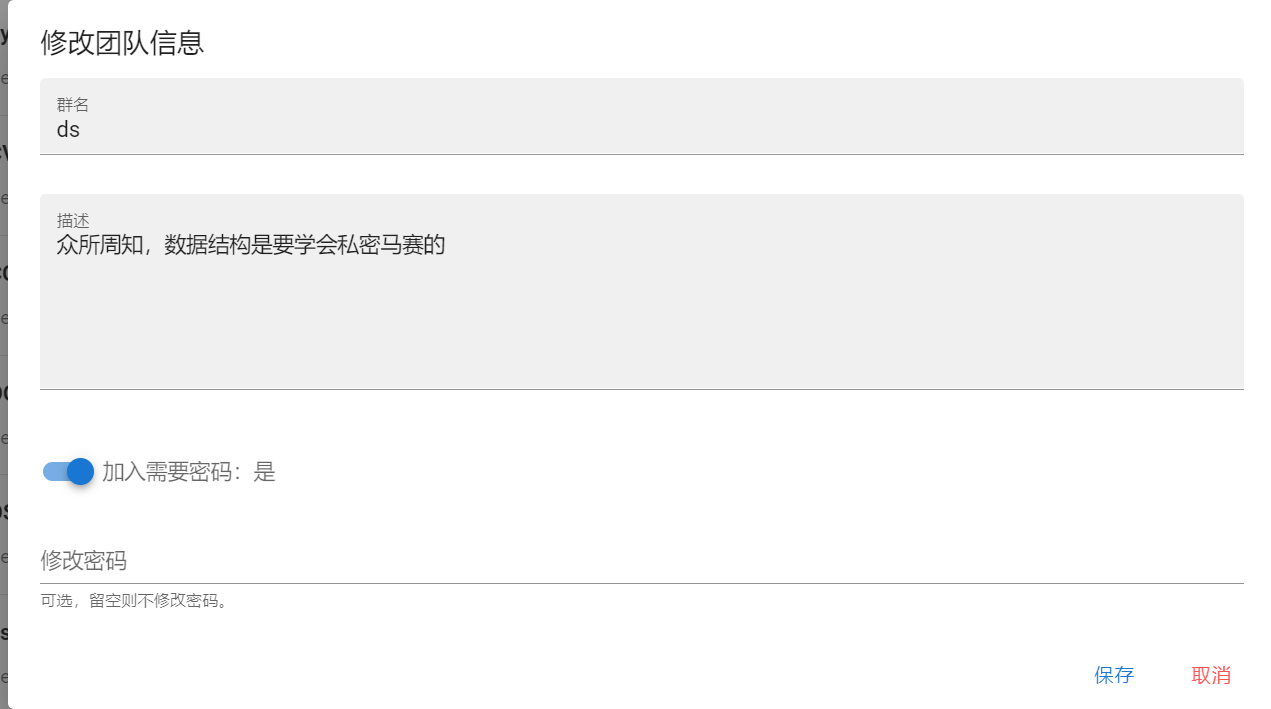 修改团队信息
群名
ds
描述
众所周知，数据结构是要学会私密马赛的
加入需要密码：是
修改密码
可选，留空则不修改密码。
保存 取消